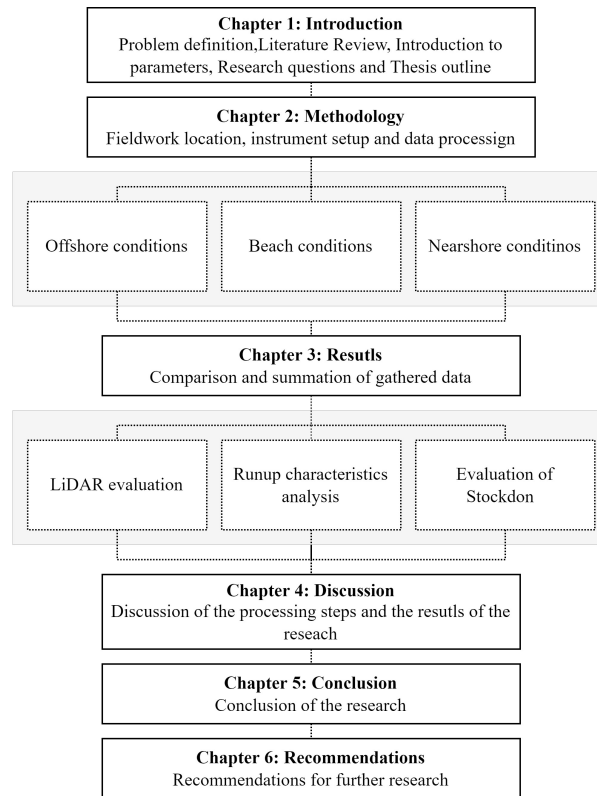 Chapter 1: Introduction
Problem definition,Literature Review, Introduction to
parameters, Research questions and Thesis outline
Chapter 2: Methodology
Fieldwork location, instrument setup and data processign
Offshore conditions
Beach conditions
Nearshore conditinos
Chapter 3: Resutls
Comparison and summation of gathered data
LiDAR evaluation
Runup characteristics
analysis
Evaluation of
Stockdon
Chapter 4: Discussion
Discussion of the processing steps and the resutls of the
reseach
Chapter 5: Conclusion
Conclusion of the research
Chapter 6: Recommendations
Recommendations for further research